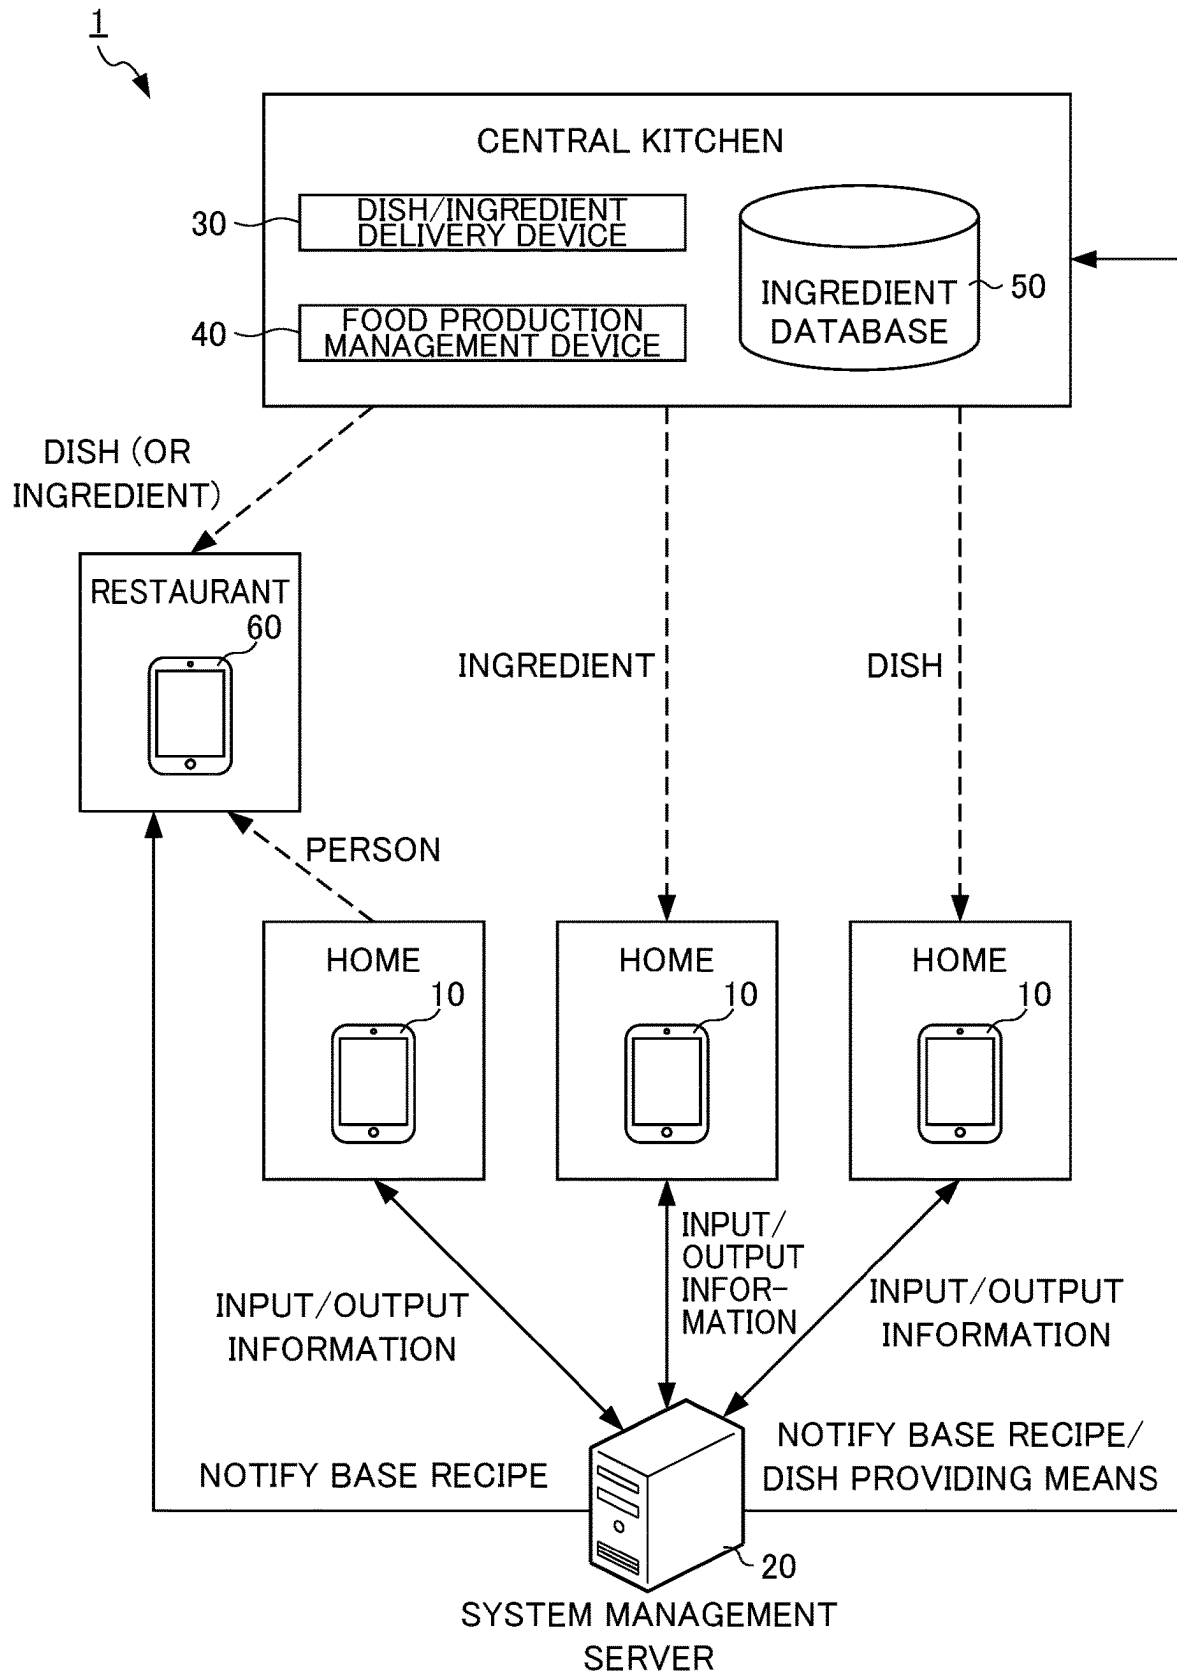 1
CENTRAL KITCHEN
30
DISH/INGREDIENT
DELIVERY DEVICE
40
FOOD PRODUCTION
MANAGEMENT DEVICE
INGREDIENT
DATABASE
50
DISH (OR
INGREDIENT)
RESTAURANT
60
INGREDIENT
DISH
PERSON
HOME
10
HOME
10
HOME
10
INPUT/OUTPUT
INFORMATION
INPUT/
OUTPUT
INFOR-
MATION
INPUT/OUTPUT
INFORMATION
NOTIFY BASE RECIPE
NOTIFY BASE RECIPE/
DISH PROVIDING MEANS
20
SYSTEM MANAGEMENT
SERVER